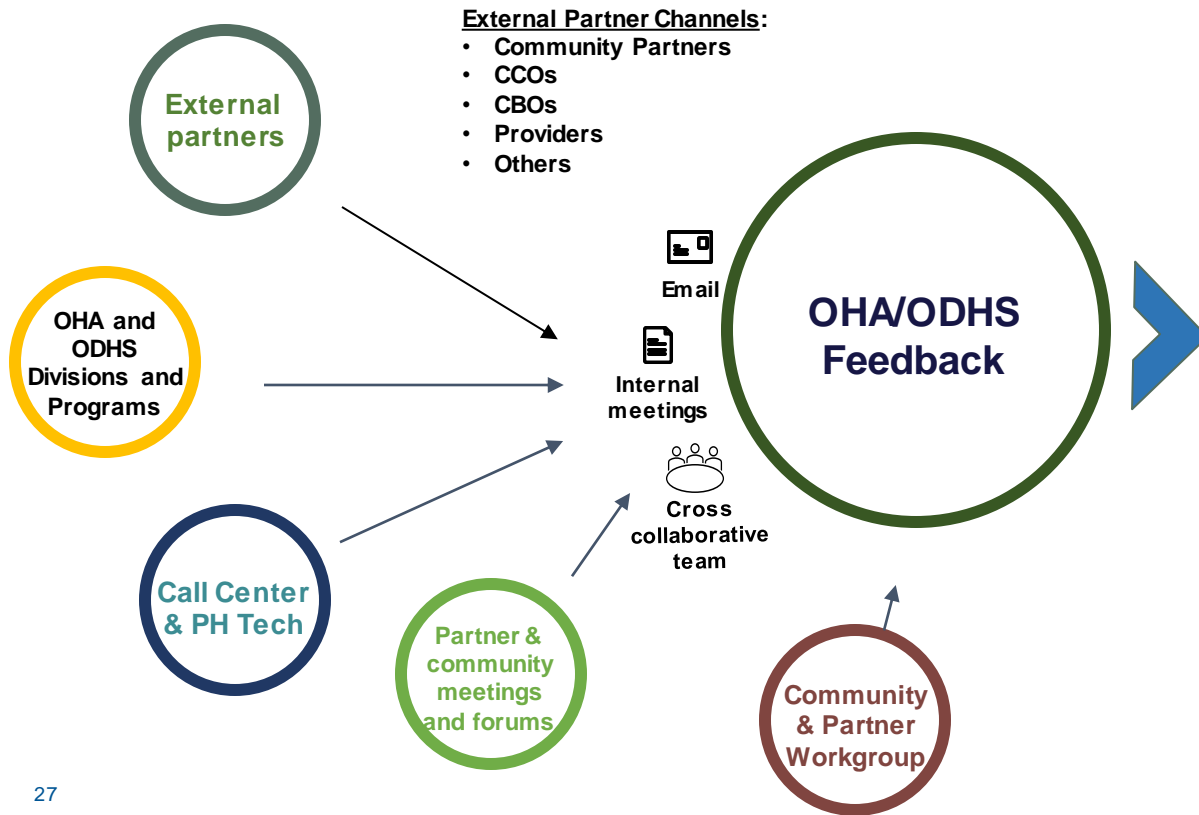 External Partner Channels:
• Community Partners
• CCOs
• CBOs
• Providers
• Others
External
partners
Email
OHA/ODHS
Feedback
OHA and
ODHS
Divisions and
Programs
Internal
meetings
Cross
collaborative
team
Call Center
& PH Tech
Partner &
community
meetings
and forums
Community
& Partner
Workgroup
27